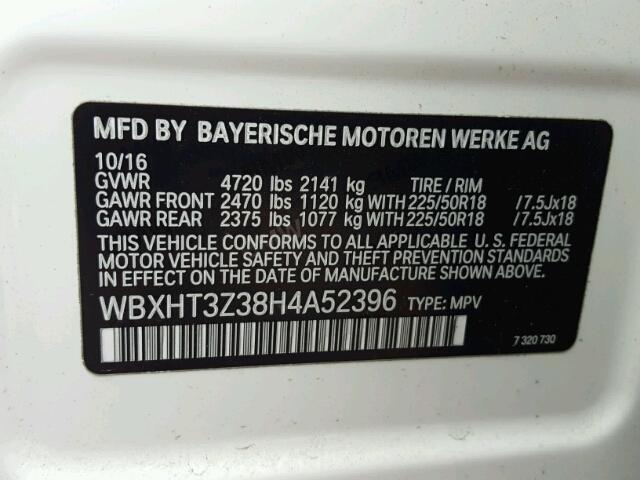 MFD BY BAYERISCHE MOTOREN WERKE AG
10/16
GVWR 4720 lbs 2141 kg TIRE / RIM
GAWR FRONT 2470 lbs 1120 kg WITH 225/50R18 /7.5Jx18
GAWR REAR 2375 lbs 1077 kg WITH 225/50R18 /7.5Jx18
THIS VEHICLE CONFORMS TO ALL APPLICABLE U. S. FEDERAL
MOTOR VEHICLE SAFETY AND THEFT PREVENTION STANDARDS
IN EFFECT ON THE DATE OF MANUFACTURE SHOWN ABOVE.
WBXHT3Z38H4A52396 TYPE: MPV
7 320 730